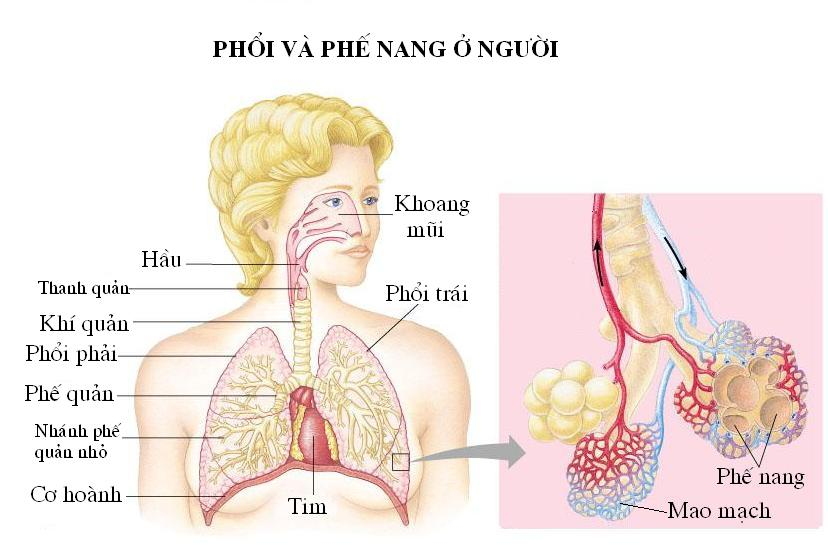 PHỔI VÀ PHẾ NANG Ở NGƯỜI
Khoang
mũi
Hầu
Thanh quản
Phổi trái
Khí quản
Phổi phải
Phế quản
Nhánh phế
quản nhỏ
Cơ hoành
Tim
Phế nang
Mao mạch